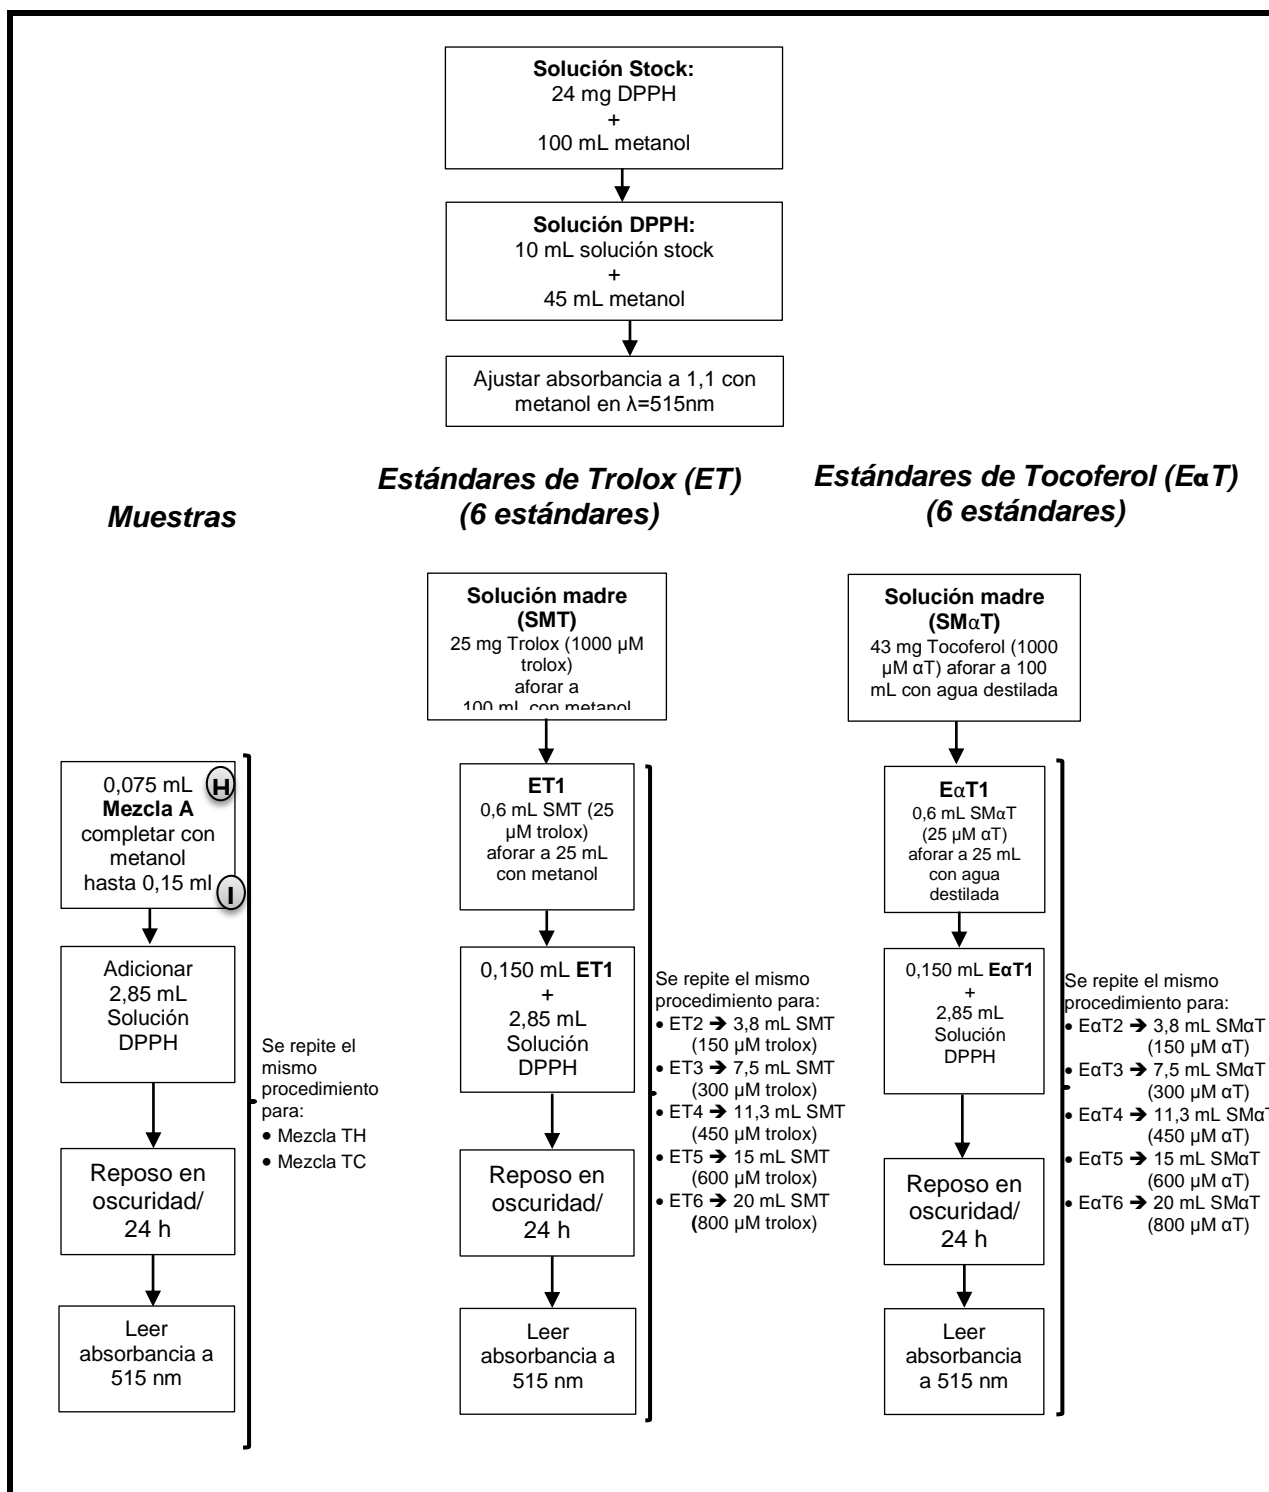 Solución Stock:
24 mg DPPH
+
100 mL metanol
Solución DPPH:
10 mL solución stock
+
45 mL metanol
Ajustar absorbancia a 1,1 con
metanol en λ=515nm
Muestras
Estándares de Trolox (ET)
(6 estándares)
Estándares de Tocoferol (EαT)
(6 estándares)
0,075 mL H
Mezcla A
completar con
metanol
hasta 0,15 ml I
Adicionar
2,85 mL
Solución
DPPH
Reposo en
oscuridad/
24 h
Leer
absorbancia a
515 nm
Se repite el
mismo
procedimiento
para:
• Mezcla TH
• Mezcla TC
Solución madre
(SMT)
25 mg Trolox (1000 µM
trolox)
aforar a
100 mL con metanol
ET1
0,6 mL SMT (25
µM trolox)
aforar a 25 mL
con metanol
0,150 mL ET1
+
2,85 mL
Solución
DPPH
Reposo en
oscuridad/
24 h
Leer
absorbancia a
515 nm
Se repite el mismo
procedimiento para:
• ET2 ➔ 3,8 mL SMT
(150 µM trolox)
• ET3 ➔ 7,5 mL SMT
(300 µM trolox)
• ET4 ➔ 11,3 mL SMT
(450 µM trolox)
• ET5 ➔ 15 mL SMT
(600 µM trolox)
• ET6 ➔ 20 mL SMT
(800 µM trolox)
Solución madre
(SMαT)
43 mg Tocoferol (1000
µM αT) aforar a 100
mL con agua destilada
EαT1
0,6 mL SMαT
(25 µM αT)
aforar a 25 mL
con agua
destilada
0,150 mL EαT1
+
2,85 mL
Solución
DPPH
Reposo en
oscuridad/
24 h
Leer
absorbancia
a 515 nm
Se repite el mismo
procedimiento para:
• EαT2 ➔ 3,8 mL SMαT
(150 µM αT)
• EαT3 ➔ 7,5 mL SMαT
(300 µM αT)
• EαT4 ➔ 11,3 mL SMαT
(450 µM αT)
• EαT5 ➔ 15 mL SMαT
(600 µM αT)
• EαT6 ➔ 20 mL SMαT
(800 µM αT)